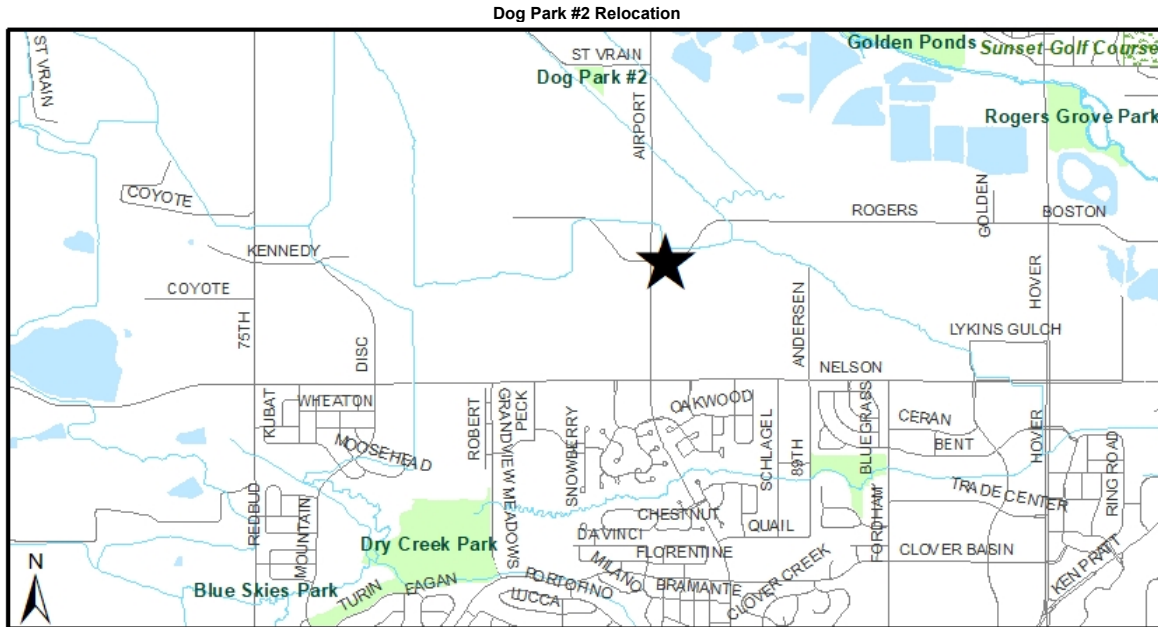 Dog Park #2 Relocation
ST VRAIN
ST VRAIN
Golden Ponds
Sunset Golf Course
Dog Park #2
AIRPORT
Rogers Grove Park
COYOTE
GOLDEN
ROGERS
BOSTON
KENNEDY
COYOTE
HOVER
75TH
ANDERSEN
LYKINS GULCH
DISC
NELSON
WHEATON
KUBAT
ROBERT
GRANDVIEW MEADOWS
PECK
SNOWBERRY
OAKWOOD
SCHLAGEL
89TH
BLUEGRASS
CERAN
BENT
HOVER
RING ROAD
MOOSEHEAD
REDBUD
MOUNTAIN
CHESTNUT
QUAIL
FORDHAM
TRADE CENTER
DAVINCI
FLORENTINE
CLOVER BASIN
Dry Creek Park
MILANO
BRAMANTE
CLOVER CREEK
KEN PRATT
N
Blue Skies Park
TURIN
EAGAN
PORTOFINO
LUCCA